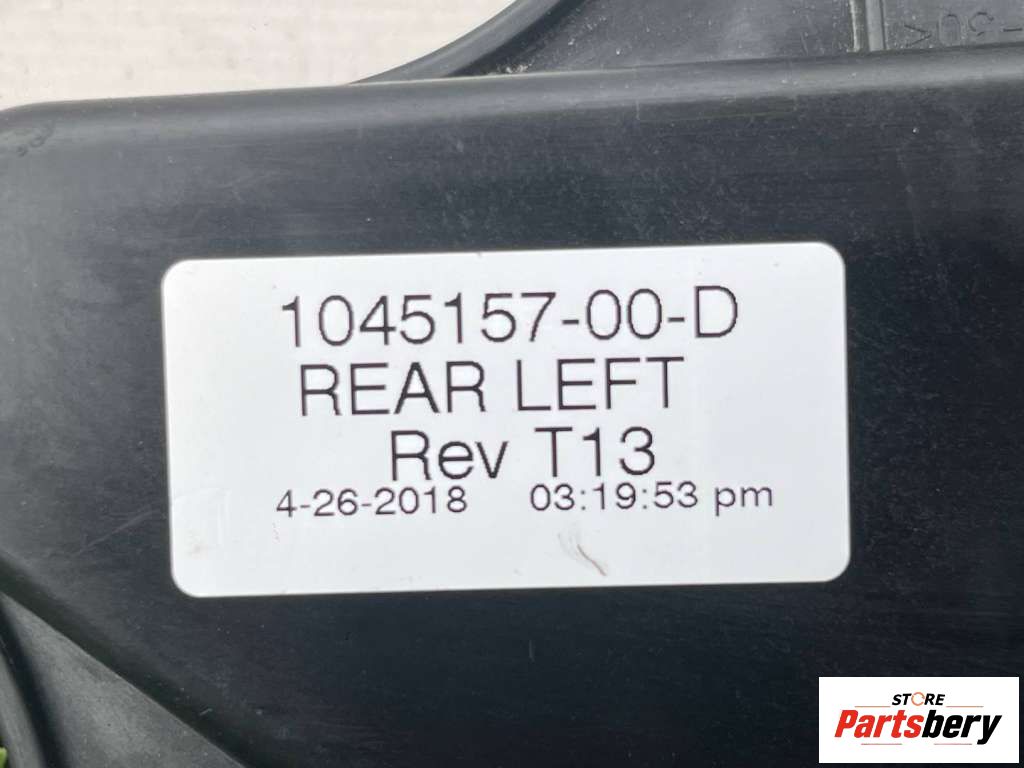 1045157-00-D
REAR LEFT
Rev T13
4-26-2018 03:19:53 pm
STORE
Partsbery